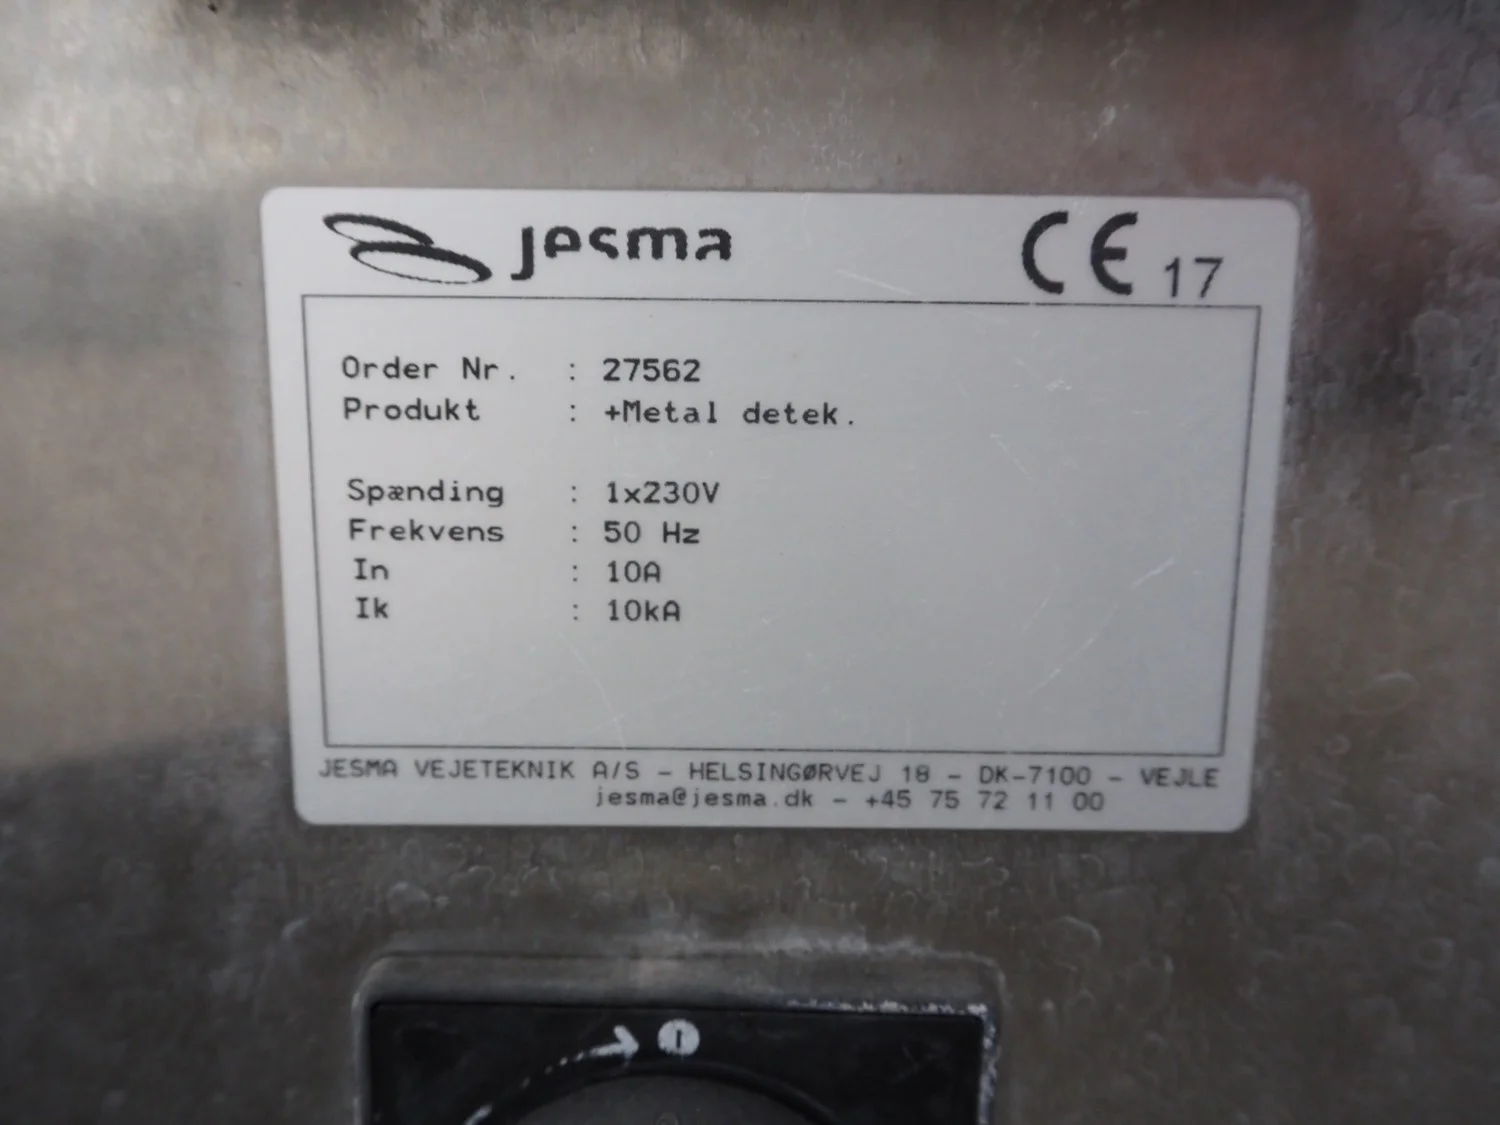 jesma CE 17
Order Nr. : 27562
Produkt : +Metal detek.
Spænding : 1x230V
Frekvens : 50 Hz
In : 10A
Ik : 10kA
JESMA VEJETEKNIK A/S - HELSINGØRVEJ 18 - DK-7100 - VEJLE
jesma@jesma.dk - +45 75 72 11 00
I